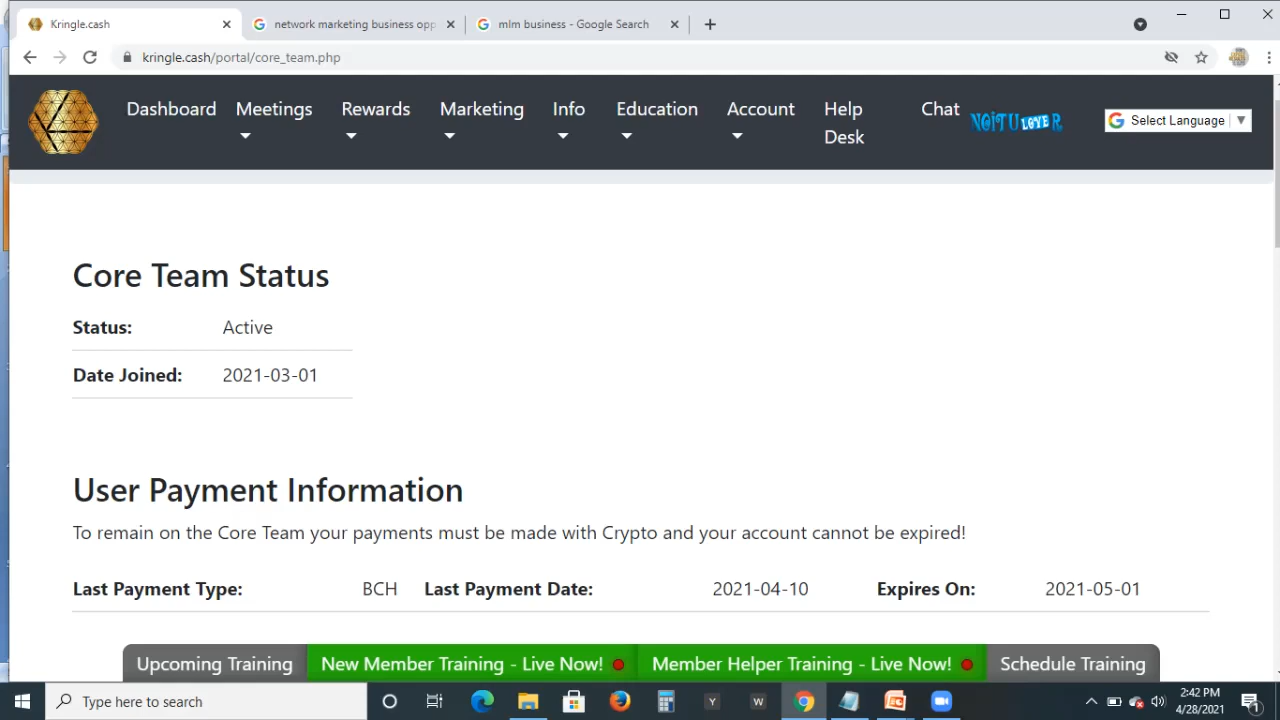 Kringle.cash
network marketing business opp
mlm business - Google Search
kringle.cash/portal/core_team.php
Dashboard Meetings Rewards Marketing Info Education Account Help Desk Chat
NOiTULOVER
Select Language
Core Team Status
Status: Active
Date Joined: 2021-03-01
User Payment Information
To remain on the Core Team your payments must be made with Crypto and your account cannot be expired!
Last Payment Type: BCH Last Payment Date: 2021-04-10 Expires On: 2021-05-01
Upcoming Training New Member Training - Live Now! Member Helper Training - Live Now! Schedule Training
Type here to search
Y
W
2:42 PM
4/28/2021
1